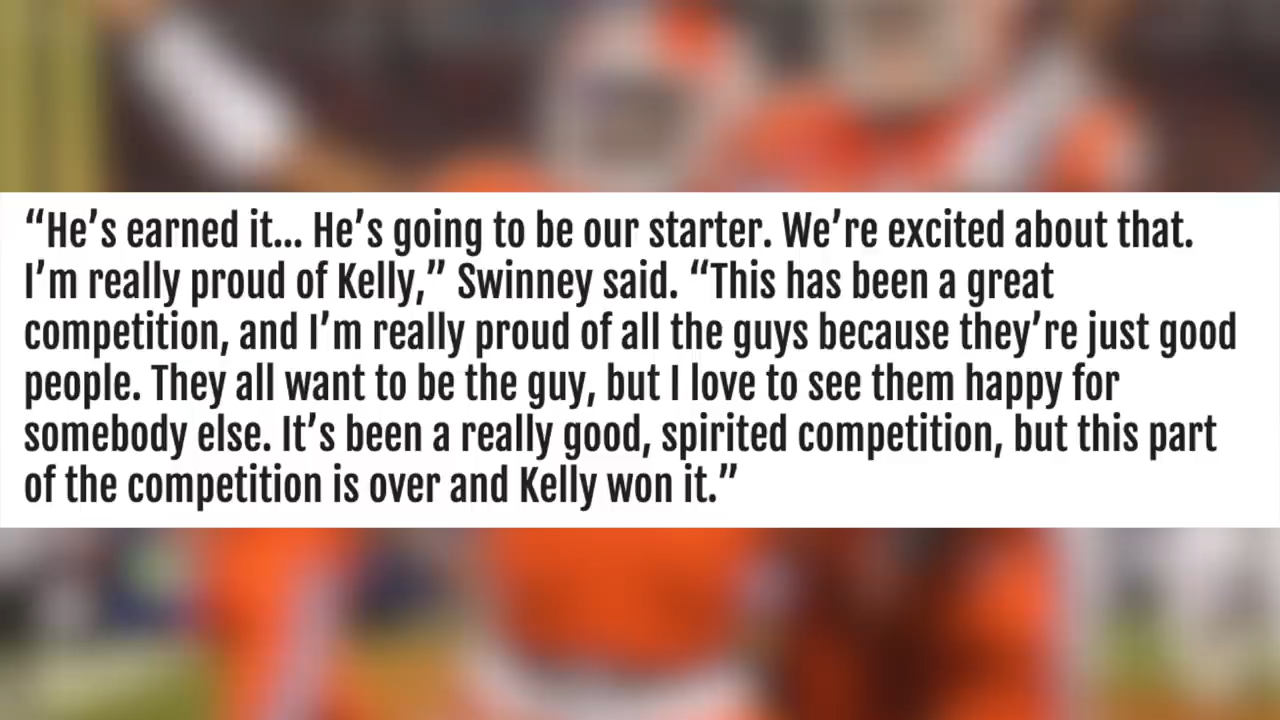 “He’s earned it... He’s going to be our starter. We’re excited about that.
I’m really proud of Kelly,” Swinney said. “This has been a great
competition, and I’m really proud of all the guys because they’re just good
people. They all want to be the guy, but I love to see them happy for
somebody else. It’s been a really good, spirited competition, but this part
of the competition is over and Kelly won it.”